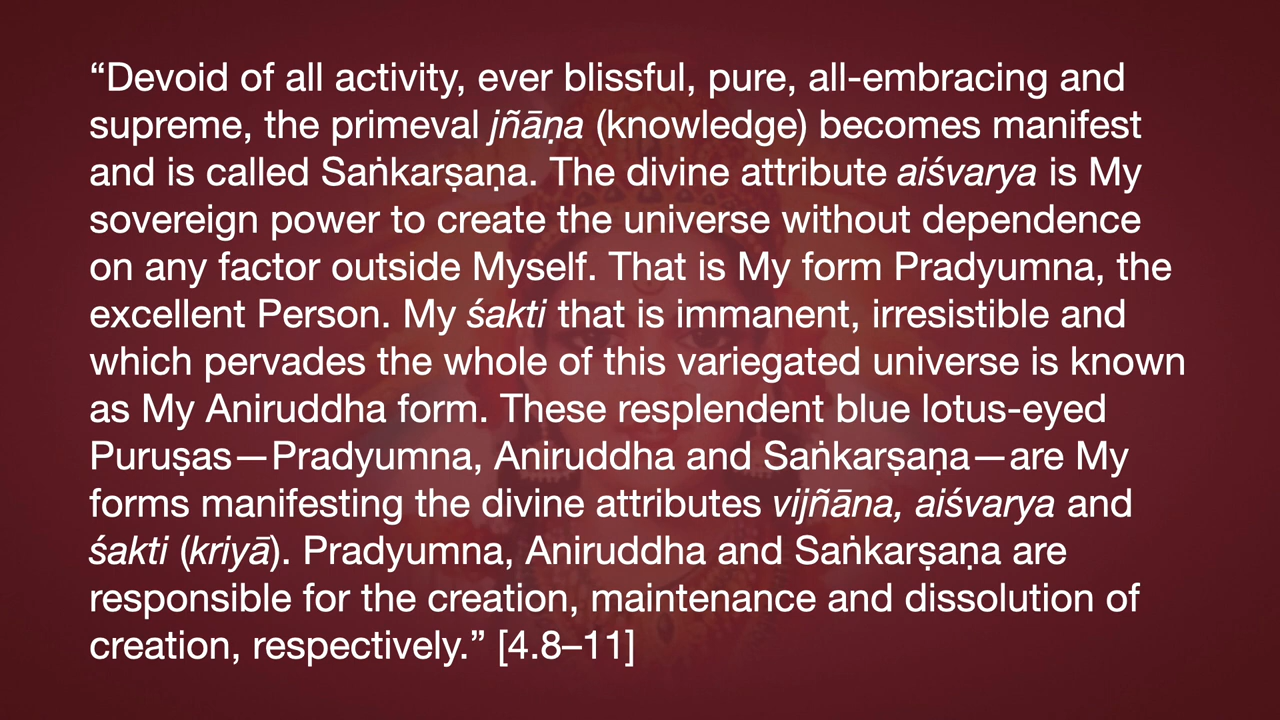 “Devoid of all activity, ever blissful, pure, all-embracing and
supreme, the primeval jñāṇa (knowledge) becomes manifest
and is called Saṅkarṣaṇa. The divine attribute aiśvarya is My
sovereign power to create the universe without dependence
on any factor outside Myself. That is My form Pradyumna, the
excellent Person. My śakti that is immanent, irresistible and
which pervades the whole of this variegated universe is known
as My Aniruddha form. These resplendent blue lotus-eyed
Puruṣas—Pradyumna, Aniruddha and Saṅkarṣaṇa—are My
forms manifesting the divine attributes vijñāna, aiśvarya and
śakti (kriyā). Pradyumna, Aniruddha and Saṅkarṣaṇa are
responsible for the creation, maintenance and dissolution of
creation, respectively.” [4.8–11]